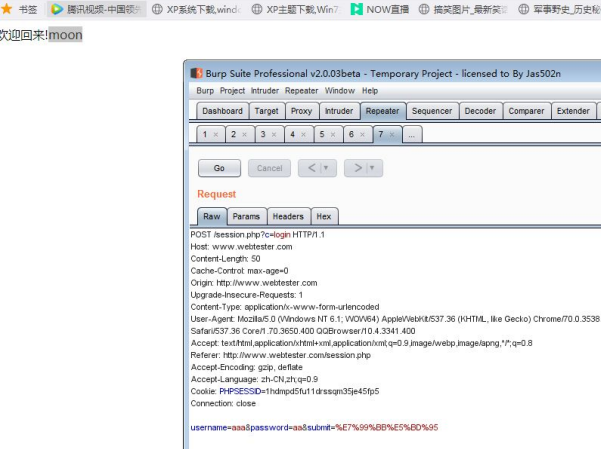 书签 腾讯视频-中国领 XP系统下载,wind XP主题下载,Win7 NOW直播 搞笑图片_最新笑 军事野史_历史秘
欢迎回来!moon
Burp Suite Professional v2.0.03beta - Temporary Project - licensed to By Jas502n
Burp Project Intruder Repeater Window Help
Dashboard Target Proxy Intruder Repeater Sequencer Decoder Comparer Extender
1 × 2 × 3 × 4 × 5 × 6 × 7 × ...
Go Cancel < | ▾ > | ▾
Request
Raw Params Headers Hex
POST /session.php?c=login HTTP/1.1
Host: www.webtester.com
Content-Length: 50
Cache-Control: max-age=0
Origin: http://www.webtester.com
Upgrade-Insecure-Requests: 1
Content-Type: application/x-www-form-urlencoded
User-Agent: Mozilla/5.0 (Windows NT 6.1; WOW64) AppleWebKit/537.36 (KHTML, like Gecko) Chrome/70.0.3538
Safari/537.36 Core/1.70.3650.400 QQBrowser/10.4.3341.400
Accept: text/html,application/xhtml+xml,application/xml;q=0.9,image/webp,image/apng,*/*;q=0.8
Referer: http://www.webtester.com/session.php
Accept-Encoding: gzip, deflate
Accept-Language: zh-CN,zh;q=0.9
Cookie: PHPSESSID=1hdmpd5fu11drssqm35je45fp5
Connection: close
username=aaa&password=aa&submit=%E7%99%BB%E5%BD%95